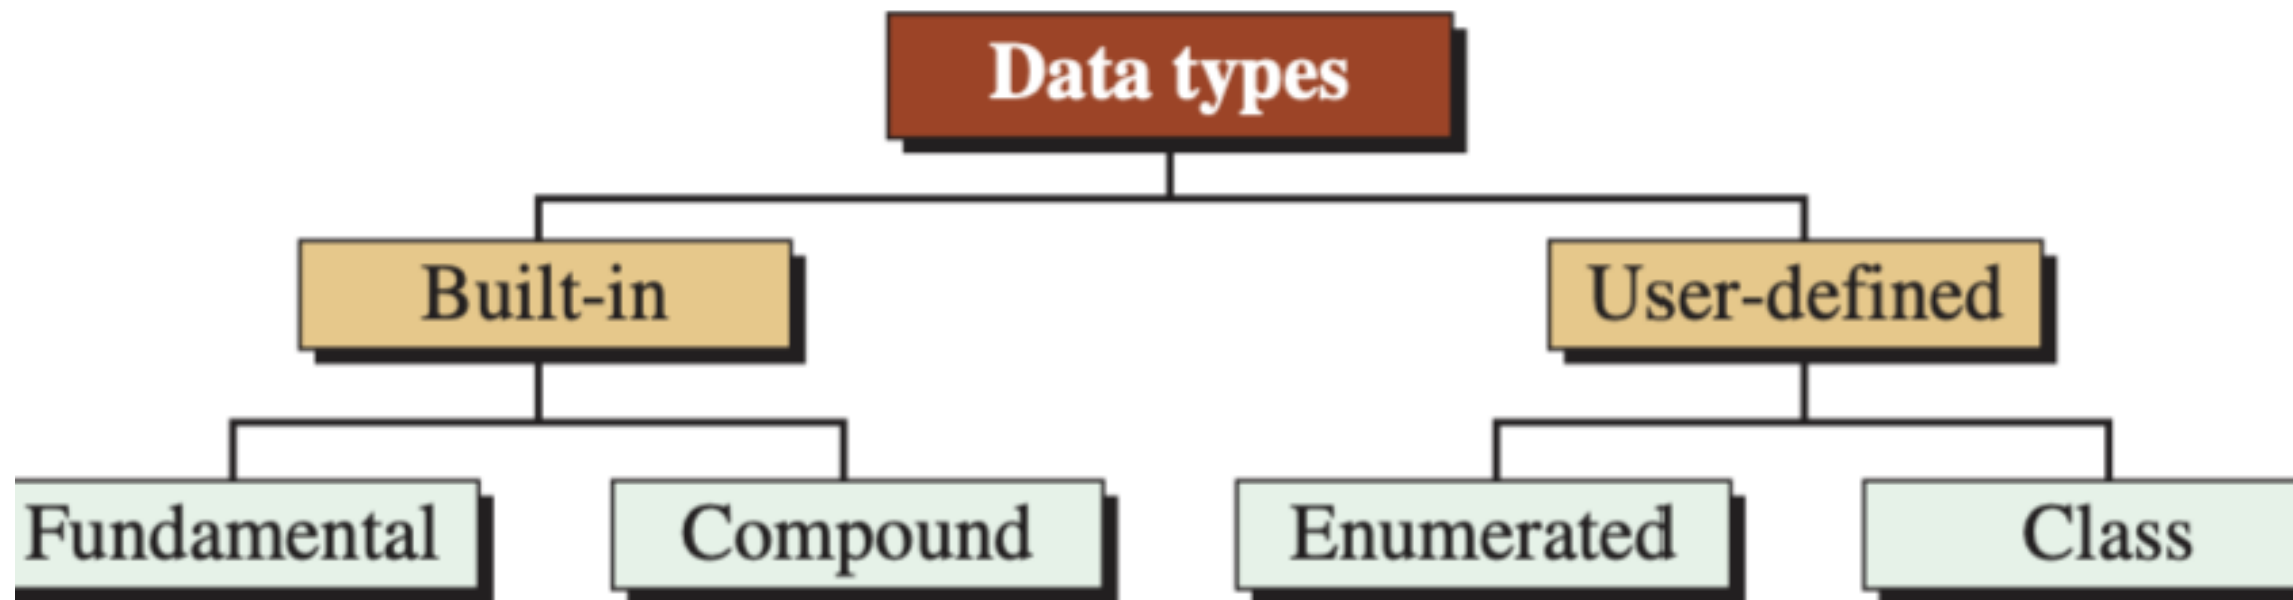 Data types
Built-in
User-defined
Fundamental
Compound
Enumerated
Class